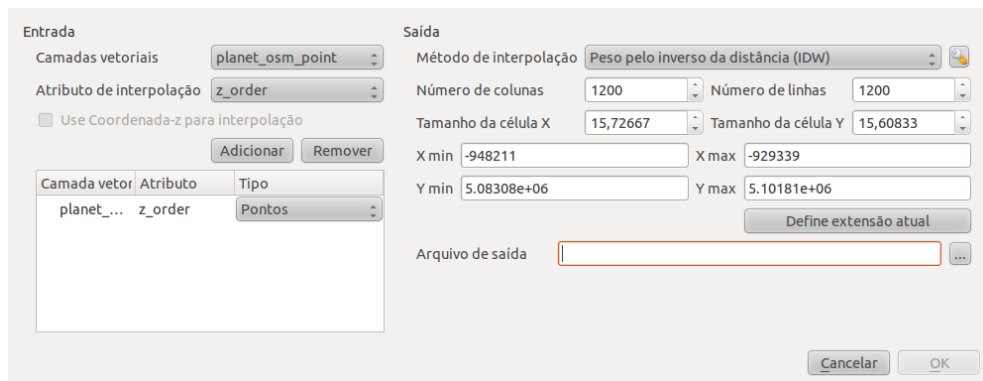 Entrada
Camadas vetoriais planet_osm_point
Atributo de interpolação z_order
Use Coordenada-z para interpolação
Adicionar Remover
Camada vetor Atributo Tipo
planet_... z_order Pontos
Saída
Método de interpolação Peso pelo inverso da distância (IDW)
Número de colunas 1200 Número de linhas 1200
Tamanho da célula X 15,72667 Tamanho da célula Y 15,60833
X min -948211 X max -929339
Y min 5.08308e+06 Y max 5.10181e+06
Define extensão atual
Arquivo de saída ...
Cancelar OK